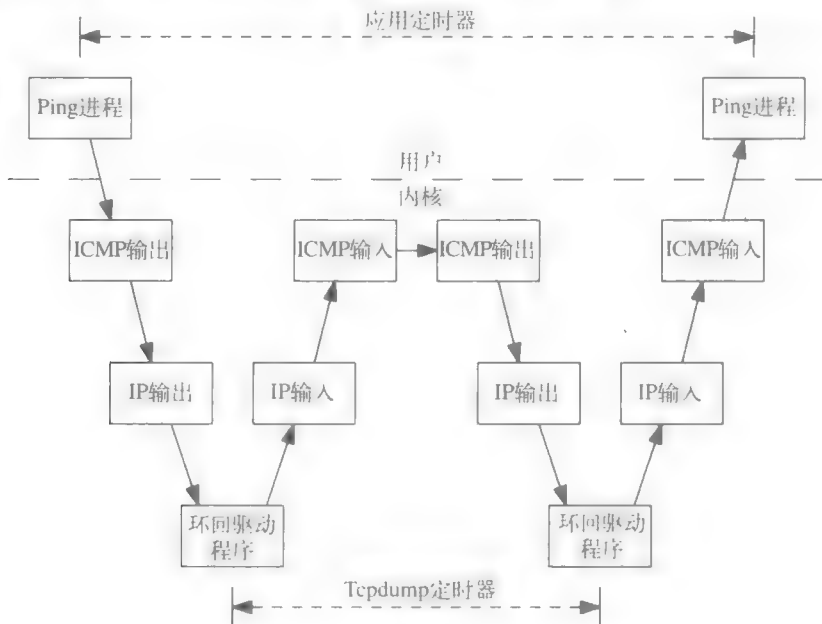 应用定时器
Ping进程
Ping进程
用户
内核
ICMP输出
ICMP输入
ICMP输出
ICMP输入
IP输出
IP输入
IP输出
IP输入
环回驱动
程序
环回驱动
程序
Tcpdump定时器